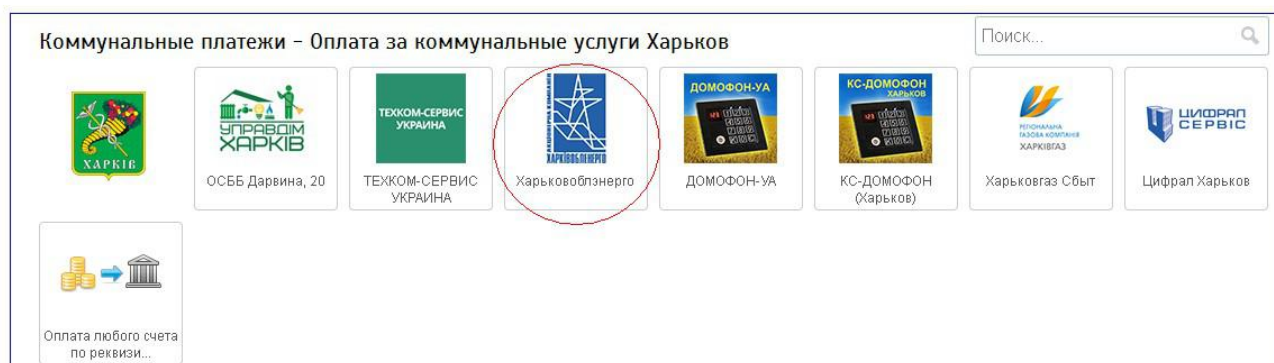 Коммунальные платежи - Оплата за коммунальные услуги Харьков
Поиск...
ХАРКІВ
УПРАВДІМ
ХАРКІВ
ОСББ Дарвина, 20
ТЕХКОМ-СЕРВИС
УКРАИНА
ТЕХКОМ-СЕРВИС
УКРАИНА
ХАРКІВОБЛЕНЕРГО
Харьковоблэнерго
ДОМОФОН-УА
ДОМОФОН-УА
КС-ДОМОФОН
ХАРЬКОВ
КС-ДОМОФОН
(Харьков)
РЕГІОНАЛЬНА
ГАЗОВА КОМПАНІЯ
ХАРКІВГАЗ
Харьковгаз Сбыт
ЦИФРАЛ
СЕРВІС
Цифрал Харьков
Оплата любого счета
по реквизи...